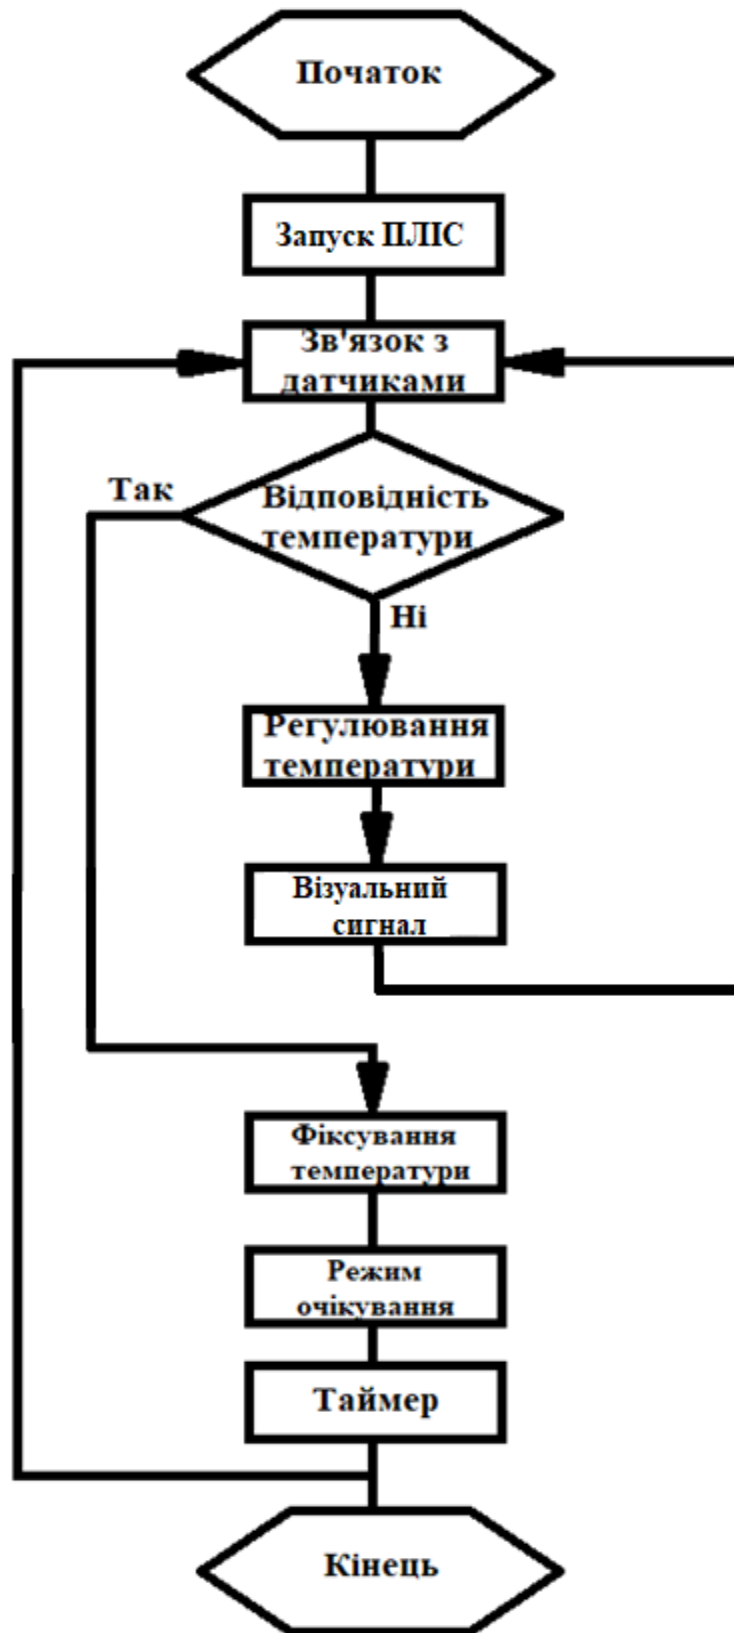 Початок
Запуск ПЛІС
Зв'язок з
датчиками
Так
Відповідність
температури
Ні
Регулювання
температури
Візуальний
сигнал
Фіксування
температури
Режим
очікування
Таймер
Кінець